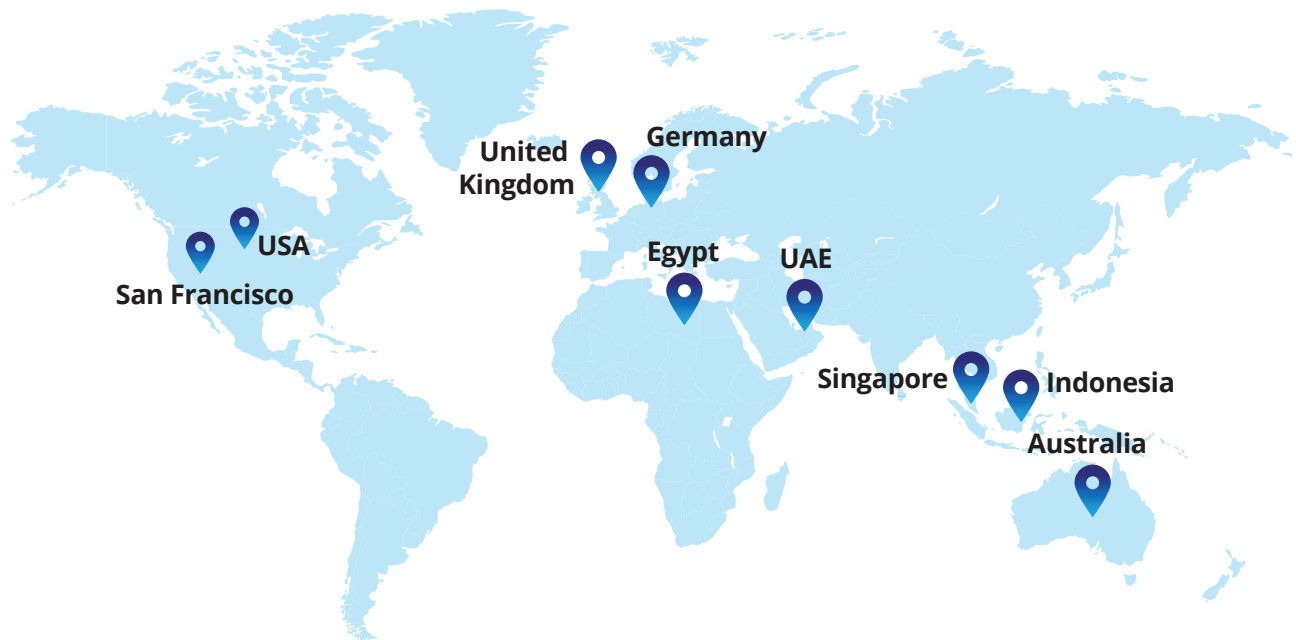 Germany
United
Kingdom
USA
Egypt
UAE
San Francisco
Singapore
Indonesia
Australia